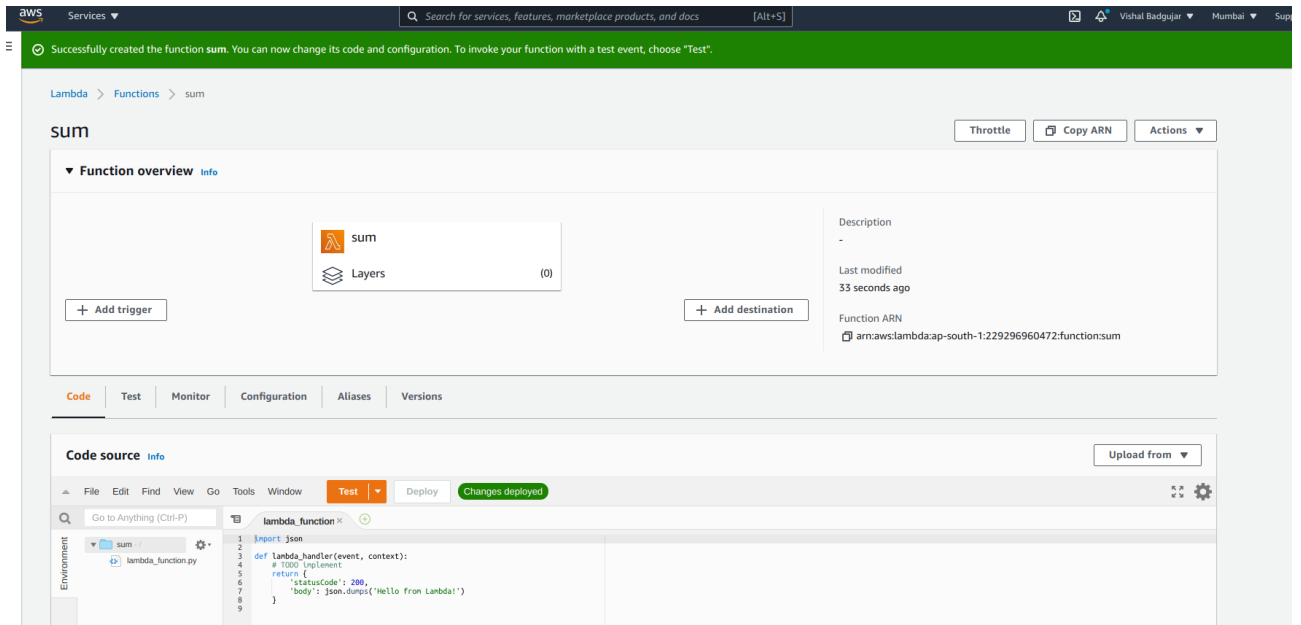 aws Services ▼ Search for services, features, marketplace products, and docs [Alt+S] Vishal Badgujar ▼ Mumbai ▼ Supp
Successfully created the function sum. You can now change its code and configuration. To invoke your function with a test event, choose "Test".
Lambda > Functions > sum
sum
Throttle Copy ARN Actions ▼
▼ Function overview Info
sum
Layers (0)
+ Add trigger
+ Add destination
Description
-
Last modified
33 seconds ago
Function ARN
arn:aws:lambda:ap-south-1:229296960472:function:sum
Code Test Monitor Configuration Aliases Versions
Code source Info
Upload from ▼
File Edit Find View Go Tools Window Test Deploy Changes deployed
Go to Anything (Ctrl-P)
lambda_function ×
Environment
sum - /
lambda_function.py
1 import json
2
3 def lambda_handler(event, context):
4 # TODO implement
5 return {
6 'statusCode': 200,
7 'body': json.dumps('Hello from Lambda!')
8 }
9